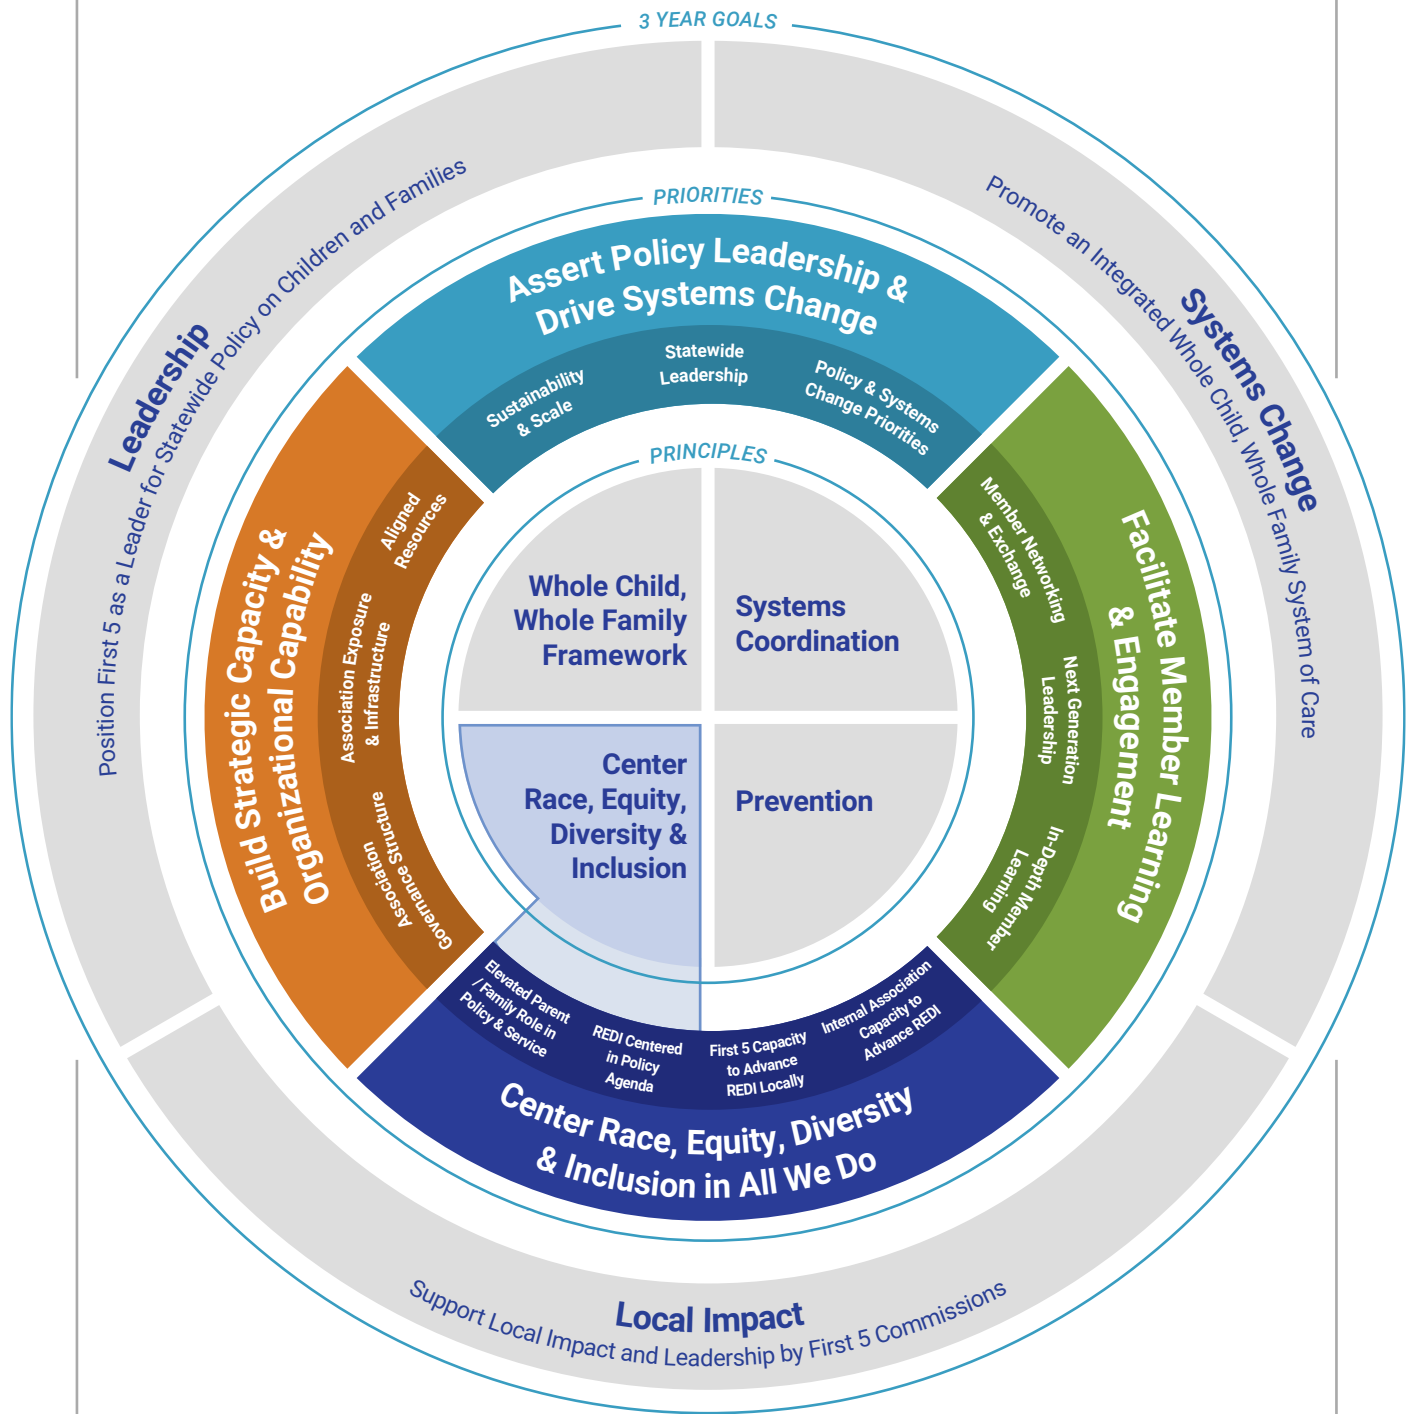 3 YEAR GOALS
Leadership
Position First 5 as a Leader for Statewide Policy on Children and Families
Systems Change
Promote an Integrated Whole Child, Whole Family System of Care
PRIORITIES
Assert Policy Leadership &
Drive Systems Change
Sustainability
& Scale
Statewide
Leadership
Policy & Systems
Change Priorities
Build Strategic Capacity &
Organizational Capability
Aligned
Resources
Association Exposure
& Infrastructure
Association
Governance Structure
Facilitate Member Learning
& Engagement
Member Networking
& Exchange
Next Generation
Leadership
In-Depth Member
Learning
PRINCIPLES
Whole Child,
Whole Family
Framework
Systems
Coordination
Center
Race, Equity,
Diversity &
Inclusion
Prevention
Elevated Parent
/ Family Role in
Policy & Service
REDI Centered
in Policy
Agenda
First 5 Capacity
to Advance
REDI Locally
Internal Association
Capacity to
Advance REDI
Center Race, Equity, Diversity
& Inclusion in All We Do
Local Impact
Support Local Impact and Leadership by First 5 Commissions